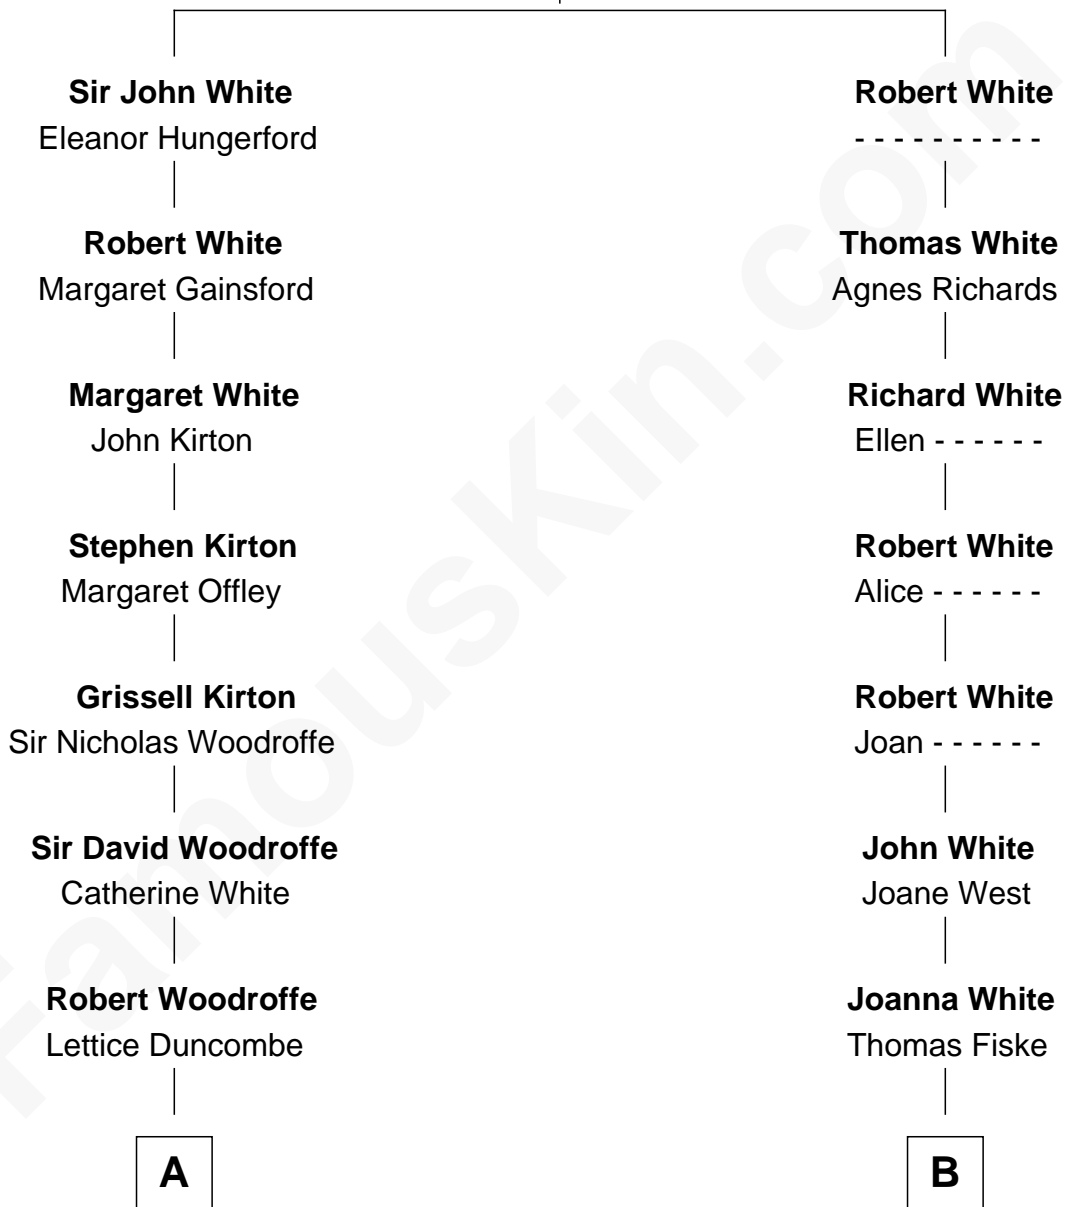 Sir John White
Eleanor Hungerford
Robert White
- - - - - - - - - -
Robert White
Margaret Gainsford
Thomas White
Agnes Richards
Margaret White
John Kirton
Richard White
Ellen - - - - - -
Stephen Kirton
Margaret Offley
Robert White
Alice - - - - - -
Grissell Kirton
Sir Nicholas Woodroffe
Robert White
Joan - - - - - -
Sir David Woodroffe
Catherine White
John White
Joane West
Robert Woodroffe
Lettice Duncombe
Joanna White
Thomas Fiske
A
B
FamousKin.com